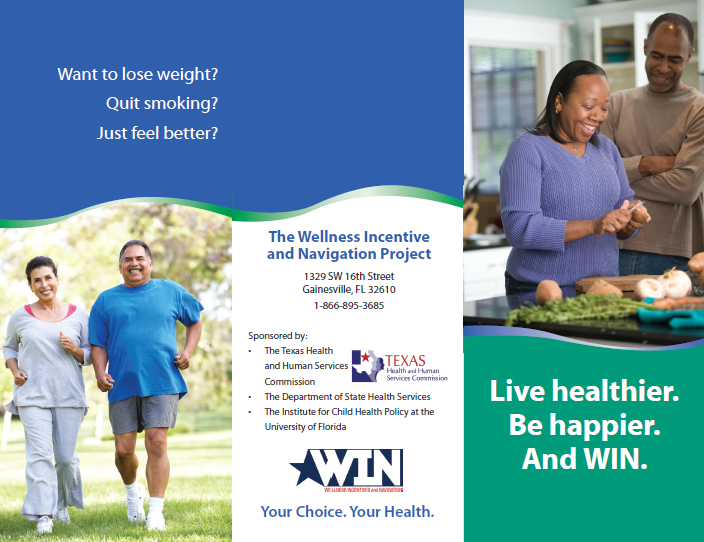 Want to lose weight?
Quit smoking?
Just feel better?
The Wellness Incentive
and Navigation Project
1329 SW 16th Street
Gainesville, FL 32610
1-866-895-3685
Sponsored by:
• The Texas Health
and Human Services
Commission
TEXAS
Health and Human
Services Commission
• The Department of State Health Services
• The Institute for Child Health Policy at the
University of Florida
WIN
WELLNESS INCENTIVES and NAVIGATION
Your Choice. Your Health.
Live healthier.
Be happier.
And WIN.